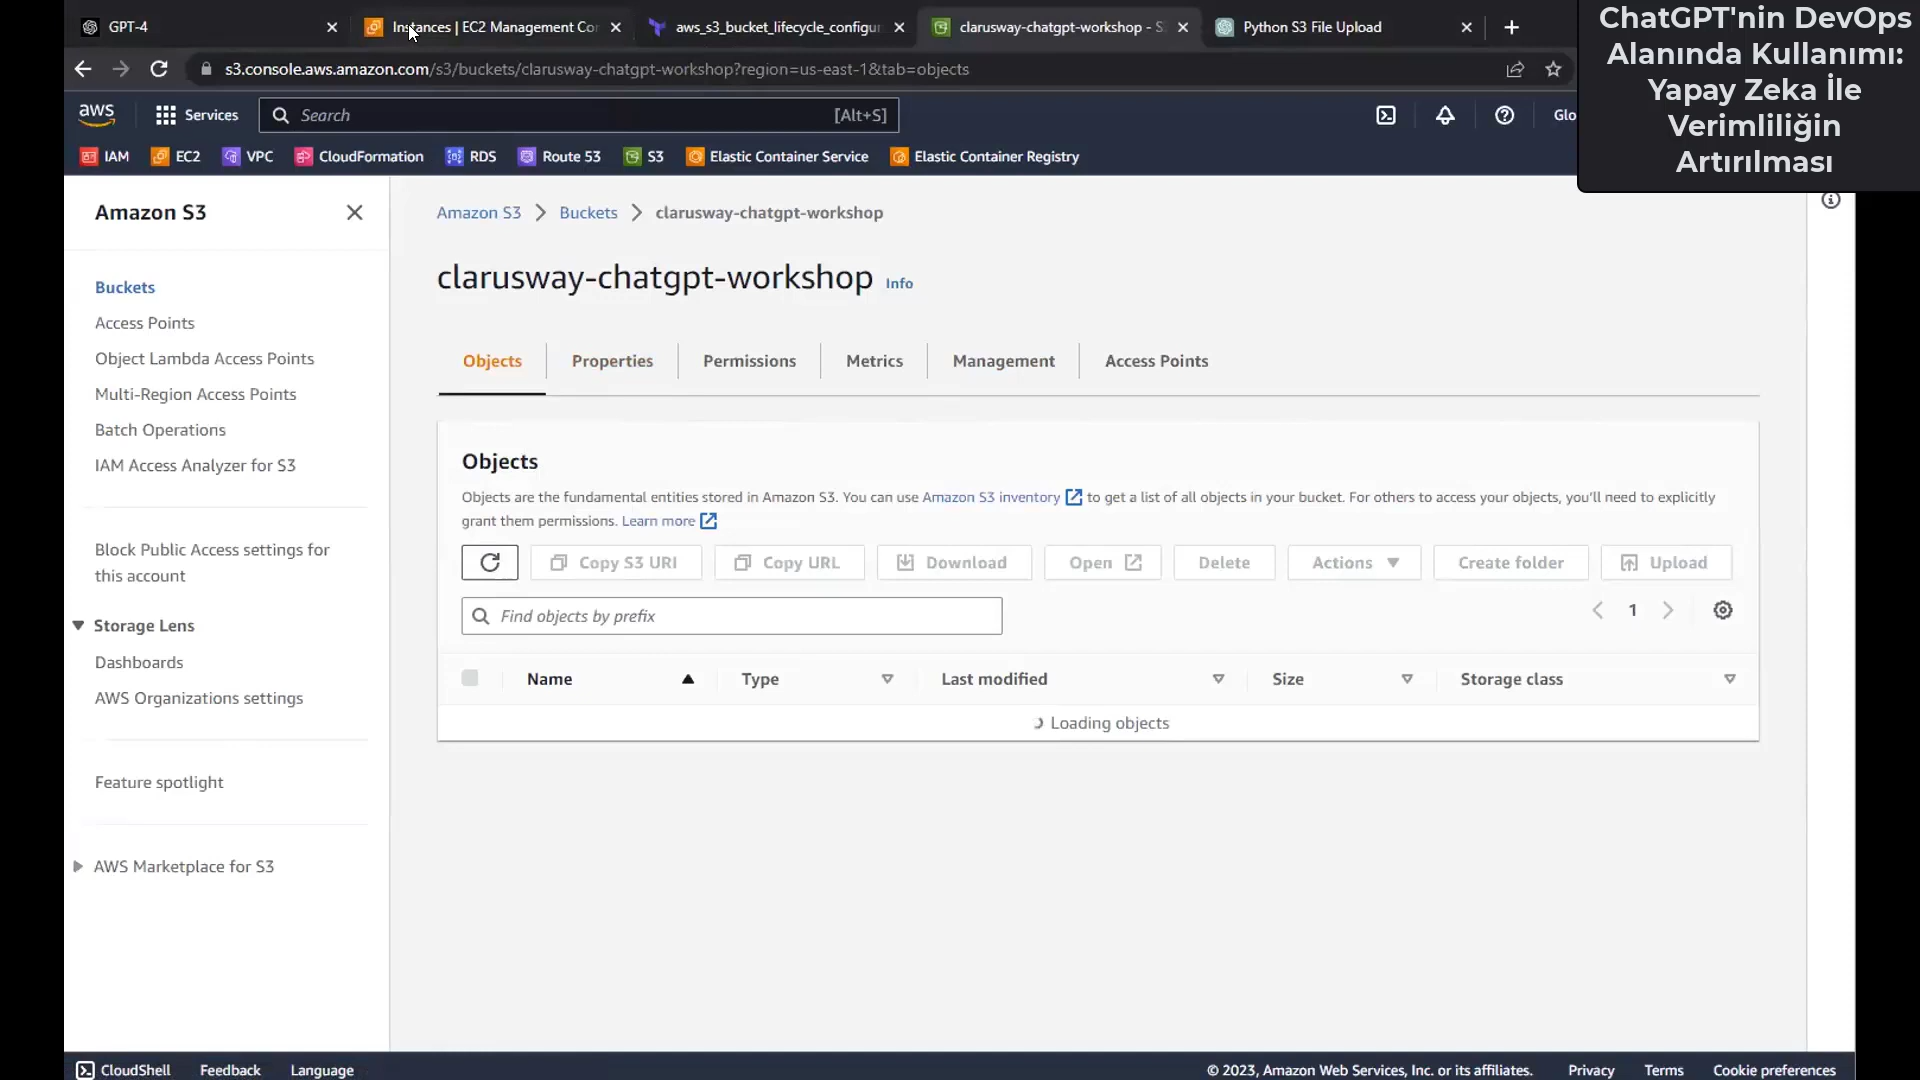 GPT-4
Instances | EC2 Management Con
aws_s3_bucket_lifecycle_configur
clarusway-chatgpt-workshop - S
Python S3 File Upload
ChatGPT'nin DevOps
Alanında Kullanımı:
Yapay Zeka İle
Verimliliğin
Artırılması
s3.console.aws.amazon.com/s3/buckets/clarusway-chatgpt-workshop?region=us-east-1&tab=objects
aws
Services
Search
[Alt+S]
Glo
IAM
EC2
VPC
CloudFormation
RDS
Route 53
S3
Elastic Container Service
Elastic Container Registry
Amazon S3
Buckets
Access Points
Object Lambda Access Points
Multi-Region Access Points
Batch Operations
IAM Access Analyzer for S3
Block Public Access settings for
this account
Storage Lens
Dashboards
AWS Organizations settings
Feature spotlight
AWS Marketplace for S3
Amazon S3 > Buckets > clarusway-chatgpt-workshop
clarusway-chatgpt-workshop Info
Objects
Properties
Permissions
Metrics
Management
Access Points
Objects
Objects are the fundamental entities stored in Amazon S3. You can use Amazon S3 inventory to get a list of all objects in your bucket. For others to access your objects, you'll need to explicitly
grant them permissions. Learn more
Copy S3 URI
Copy URL
Download
Open
Delete
Actions
Create folder
Upload
Find objects by prefix
1
Name
Type
Last modified
Size
Storage class
Loading objects
CloudShell
Feedback
Language
© 2023, Amazon Web Services, Inc. or its affiliates.
Privacy
Terms
Cookie preferences